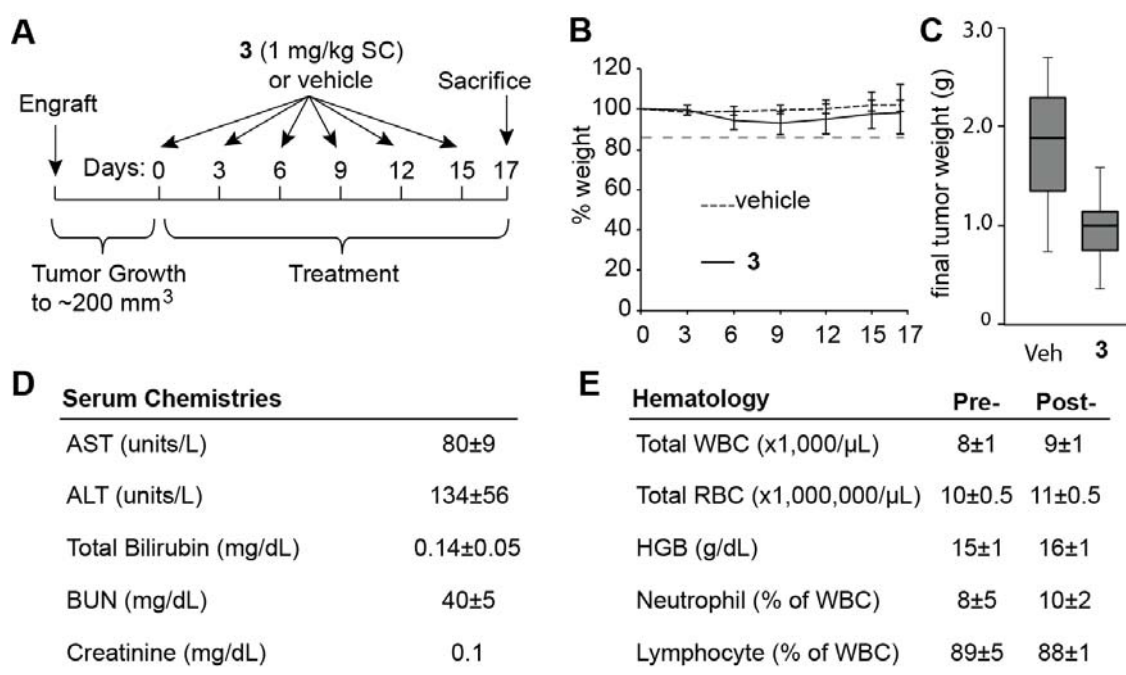 A
3 (1 mg/kg SC)
or vehicle
Sacrifice
Engraft
Days: 0 3 6 9 12 15 17
Tumor Growth
to ~200 mm3
Treatment
B
120
100
80
60
40
20
0
% weight
vehicle
3
0 3 6 9 12 15 17
C
3.0
2.0
1.0
0
final tumor weight (g)
Veh 3
D
Serum Chemistries
AST (units/L) 80±9
ALT (units/L) 134±56
Total Bilirubin (mg/dL) 0.14±0.05
BUN (mg/dL) 40±5
Creatinine (mg/dL) 0.1
E
Hematology Pre- Post-
Total WBC (x1,000/µL) 8±1 9±1
Total RBC (x1,000,000/µL) 10±0.5 11±0.5
HGB (g/dL) 15±1 16±1
Neutrophil (% of WBC) 8±5 10±2
Lymphocyte (% of WBC) 89±5 88±1